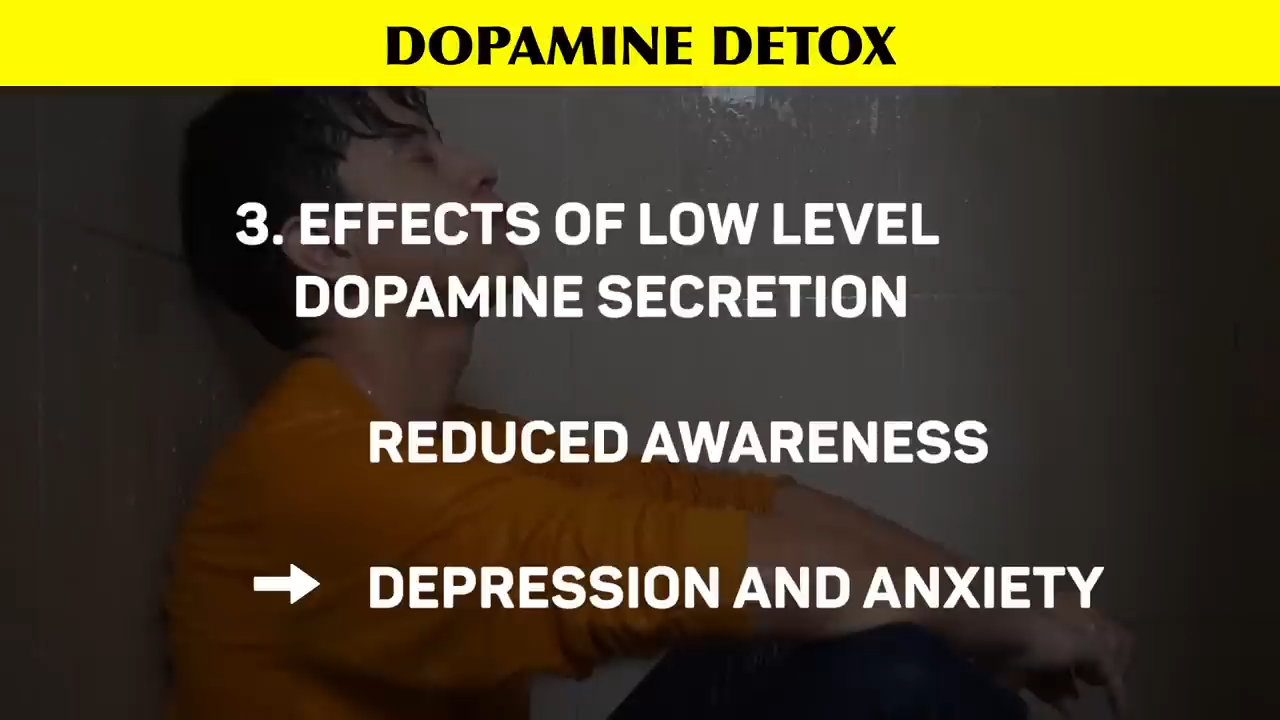 DOPAMINE DETOX
3. EFFECTS OF LOW LEVEL
DOPAMINE SECRETION
REDUCED AWARENESS
➡ DEPRESSION AND ANXIETY